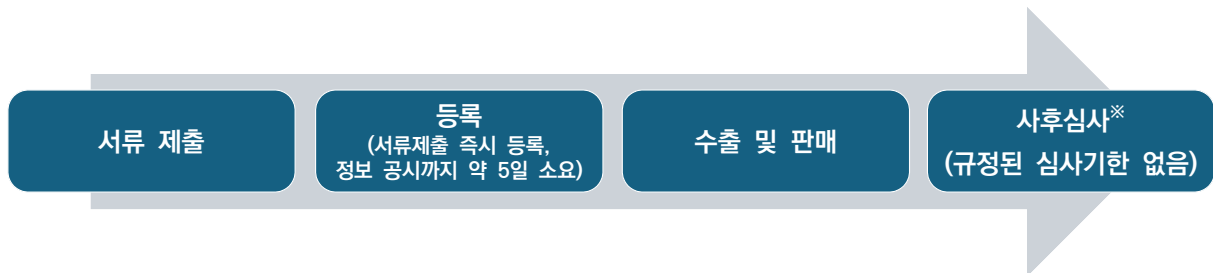 서류 제출
등록
(서류제출 즉시 등록,
정보 공시까지 약 5일 소요)
수출 및 판매
사후심사※
(규정된 심사기한 없음)